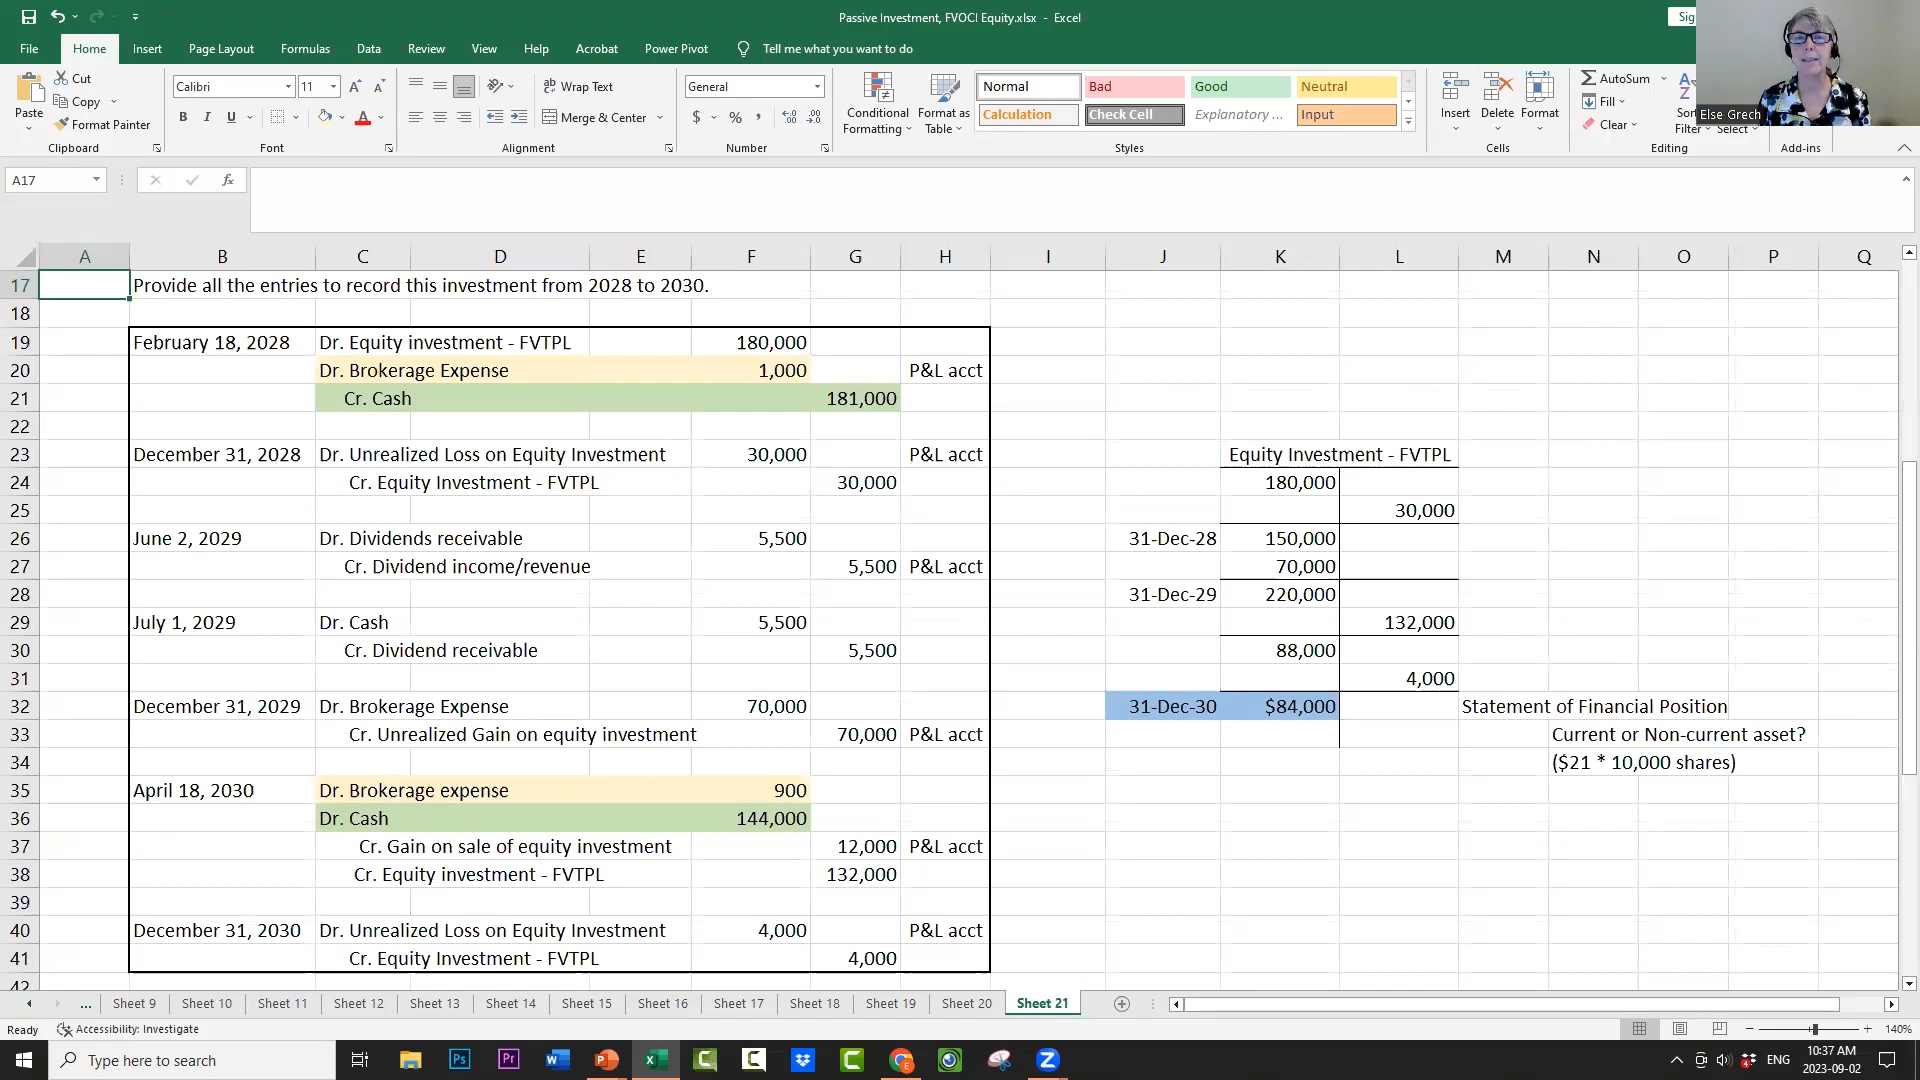 Passive Investment, FVOCI Equity.xlsx - Excel
Sig
File Home Insert Page Layout Formulas Data Review View Help Acrobat Power Pivot Tell me what you want to do
Paste
Cut
Copy
Format Painter
Clipboard
Calibri 11
B I U
Font
Wrap Text
Merge & Center
Alignment
General
$ % ,
Number
Conditional Formatting
Format as Table
Normal Bad Good Neutral
Calculation Check Cell Explanatory ... Input
Styles
Insert Delete Format
Cells
AutoSum
Fill
Clear
Filter Select
Editing
Add-ins
Else Grech
A17
fx
A B C D E F G H I J K L M N O P Q
17 Provide all the entries to record this investment from 2028 to 2030.
18
19 February 18, 2028 Dr. Equity investment - FVTPL 180,000
20 Dr. Brokerage Expense 1,000 P&L acct
21 Cr. Cash 181,000
22
23 December 31, 2028 Dr. Unrealized Loss on Equity Investment 30,000 P&L acct Equity Investment - FVTPL
24 Cr. Equity Investment - FVTPL 30,000 180,000
25 30,000
26 June 2, 2029 Dr. Dividends receivable 5,500 31-Dec-28 150,000
27 Cr. Dividend income/revenue 5,500 P&L acct 70,000
28 31-Dec-29 220,000
29 July 1, 2029 Dr. Cash 5,500 132,000
30 Cr. Dividend receivable 5,500 88,000
31 4,000
32 December 31, 2029 Dr. Brokerage Expense 70,000 31-Dec-30 $84,000 Statement of Financial Position
33 Cr. Unrealized Gain on equity investment 70,000 P&L acct Current or Non-current asset?
34 ($21 * 10,000 shares)
35 April 18, 2030 Dr. Brokerage expense 900
36 Dr. Cash 144,000
37 Cr. Gain on sale of equity investment 12,000 P&L acct
38 Cr. Equity investment - FVTPL 132,000
39
40 December 31, 2030 Dr. Unrealized Loss on Equity Investment 4,000 P&L acct
41 Cr. Equity Investment - FVTPL 4,000
42
... Sheet 9 Sheet 10 Sheet 11 Sheet 12 Sheet 13 Sheet 14 Sheet 15 Sheet 16 Sheet 17 Sheet 18 Sheet 19 Sheet 20 Sheet 21
Ready Accessibility: Investigate 140%
Type here to search
ENG
10:37 AM
2023-09-02